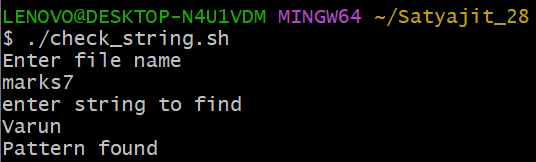 LENOVO@DESKTOP-N4U1VDM MINGW64 ~/Satyajit_28
$ ./check_string.sh
Enter file name
marks7
enter string to find
Varun
Pattern found